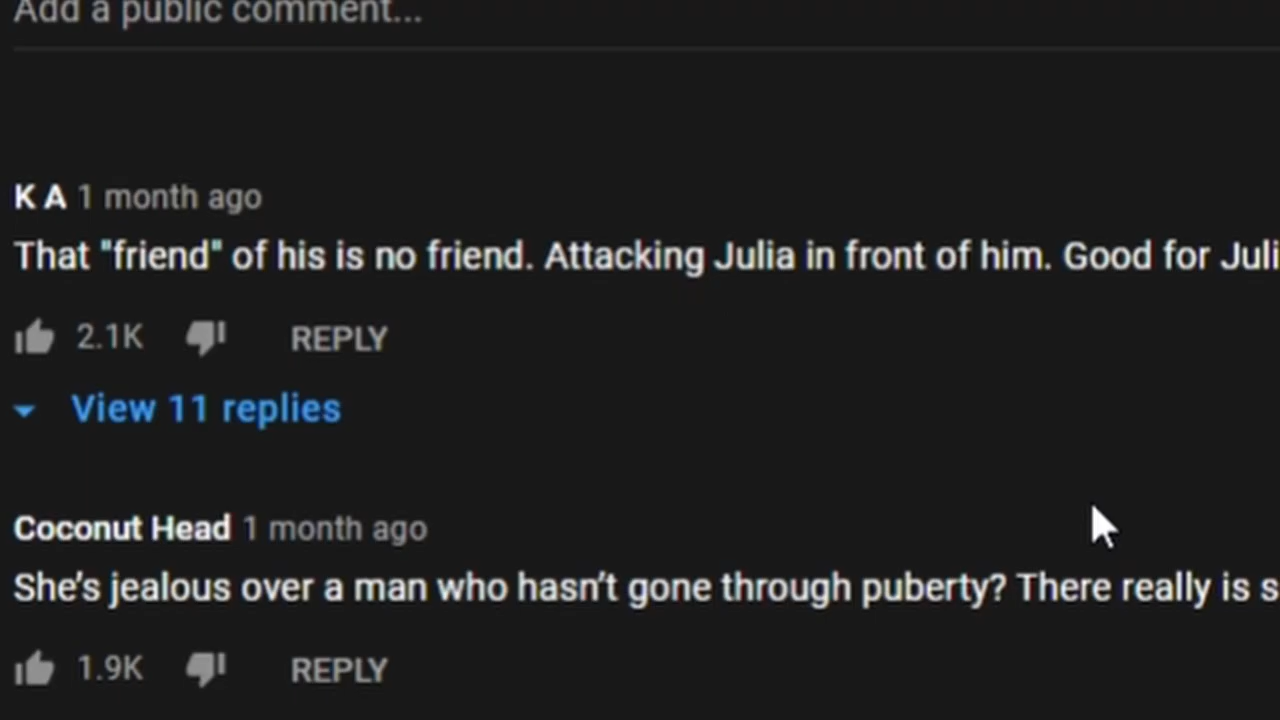 Add a public comment...
K A 1 month ago
That "friend" of his is no friend. Attacking Julia in front of him. Good for Juli
2.1K REPLY
View 11 replies
Coconut Head 1 month ago
She's jealous over a man who hasn't gone through puberty? There really is s
1.9K REPLY